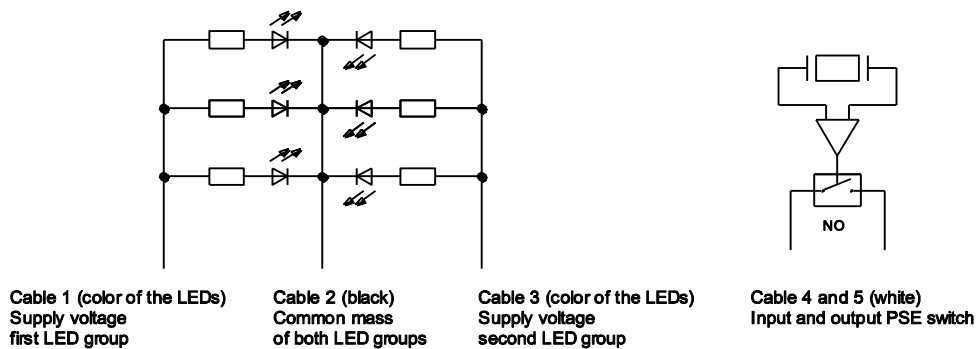 NO
Cable 1 (color of the LEDs)
Supply voltage
first LED group
Cable 2 (black)
Common mass
of both LED groups
Cable 3 (color of the LEDs)
Supply voltage
second LED group
Cable 4 and 5 (white)
Input and output PSE switch